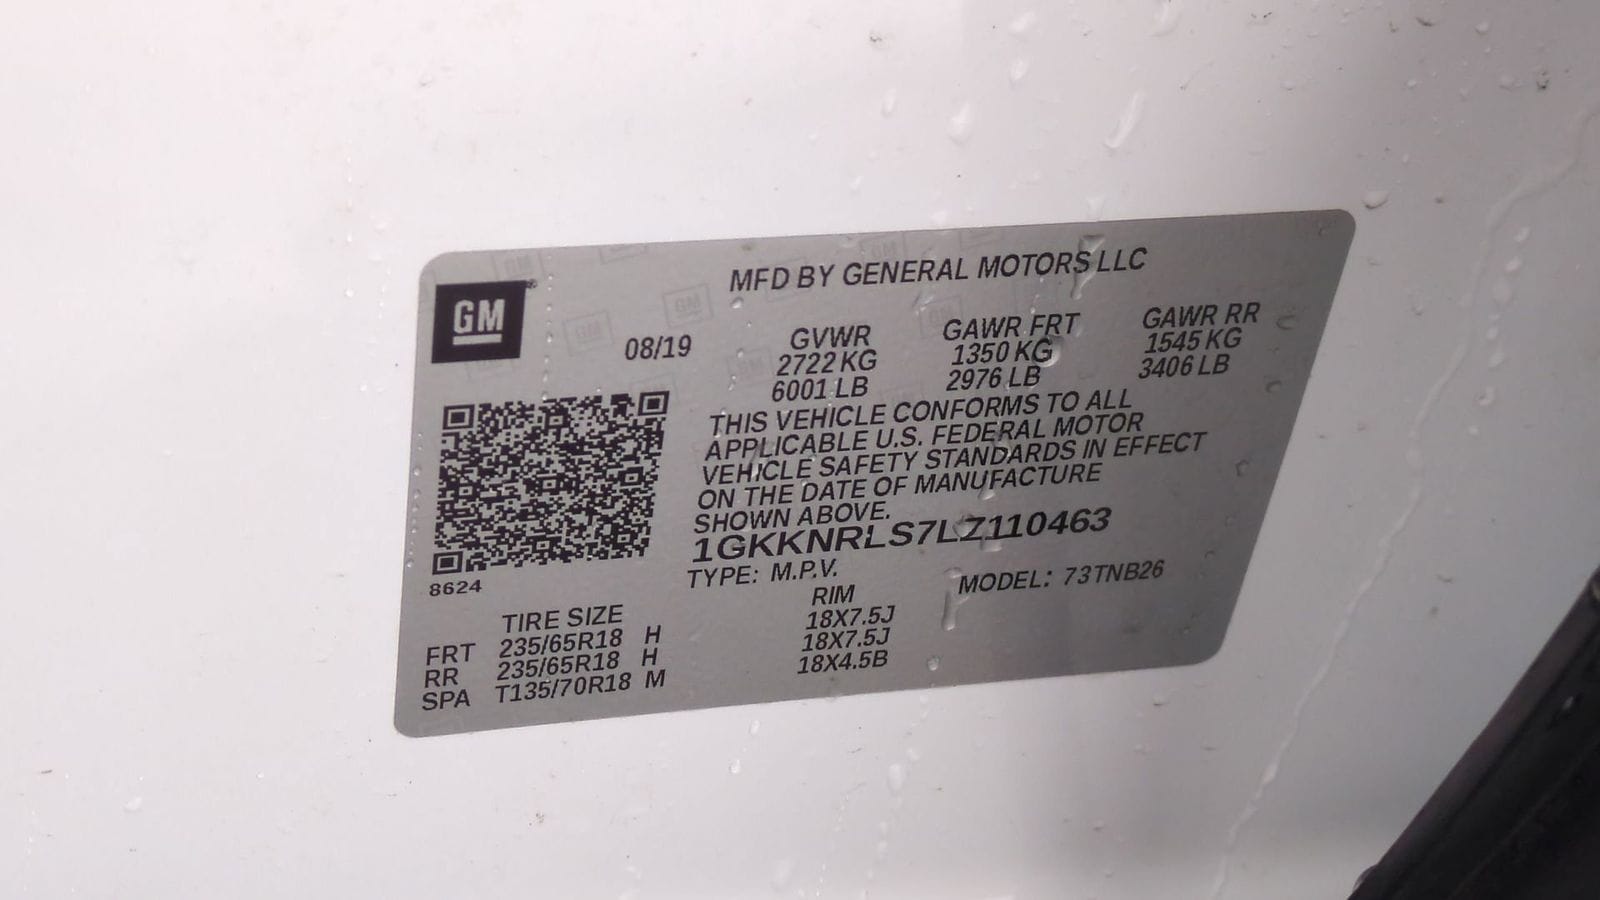 MFD BY GENERAL MOTORS LLC
GM
08/19
GVWR GAWR FRT GAWR RR
2722 KG 1350 KG 1545 KG
6001 LB 2976 LB 3406 LB
THIS VEHICLE CONFORMS TO ALL
APPLICABLE U.S. FEDERAL MOTOR
VEHICLE SAFETY STANDARDS IN EFFECT
ON THE DATE OF MANUFACTURE
SHOWN ABOVE.
1GKKNRLS7LZ110463
8624
TYPE: M.P.V. MODEL: 73TNB26
TIRE SIZE RIM
FRT 235/65R18 H 18X7.5J
RR 235/65R18 H 18X7.5J
SPA T135/70R18 M 18X4.5B